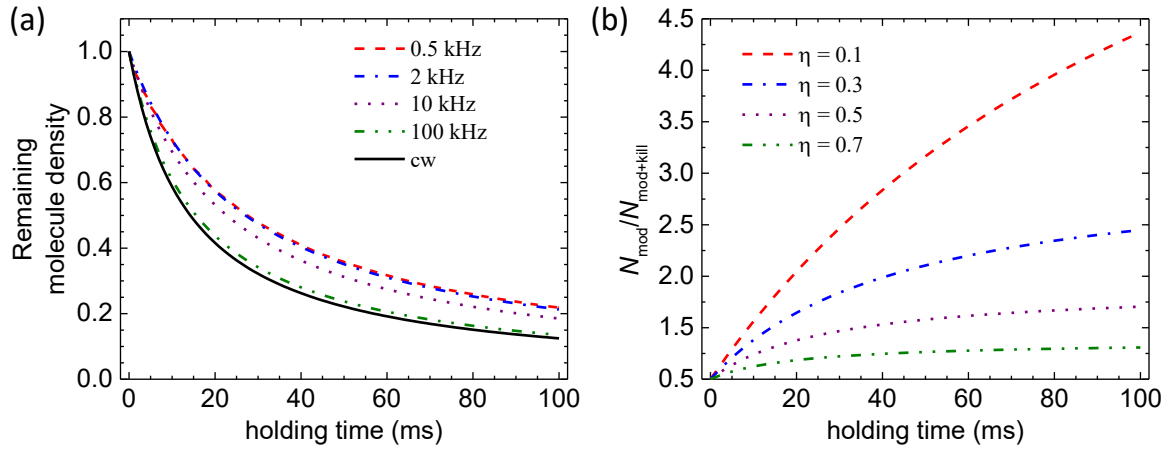 (a)
Remaining
molecule density
1.0
0.8
0.6
0.4
0.2
0.0
0.5 kHz
2 kHz
10 kHz
100 kHz
cw
0 20 40 60 80 100
holding time (ms)
(b)
N_mod/N_mod+kill
4.5
4.0
3.5
3.0
2.5
2.0
1.5
0.5
η = 0.1
η = 0.3
η = 0.5
η = 0.7
0 20 40 60 80 100
holding time (ms)